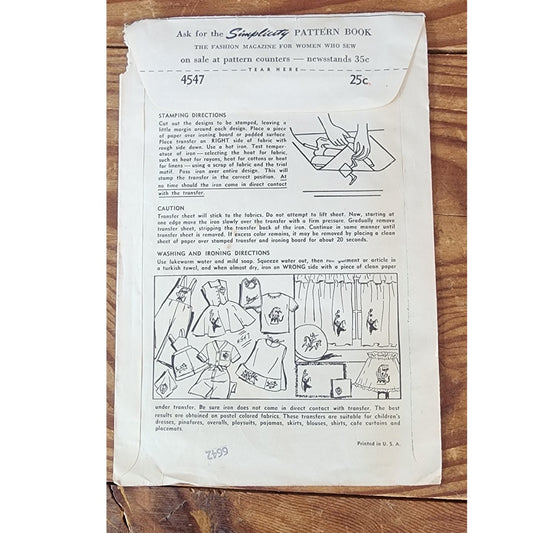 Ask for the Simplicity PATTERN BOOK
THE FASHION MAGAZINE FOR WOMEN WHO SEW
on sale at pattern counters — newsstands 35c
TEAR HERE
4547 25c.
STAMPING DIRECTIONS
Cut out the designs to be stamped, leaving a
little margin around each design. Place a piece
of paper over ironing board or padded surface.
Place transfer on RIGHT side of fabric with
rough side down. Use a hot iron. Test temper-
ature of iron — selecting the heat for fabric,
such as heat for rayons, heat for cottons or heat
for linens — using a scrap of fabric and the trial
motif. Pass iron over entire design. This will
stamp the transfer in the correct position. At
no time should the iron come in direct contact
with the transfer.
CAUTION
Transfer sheet will stick to the fabrics. Do not attempt to lift sheet. Now, starting at
one edge move the iron slowly over the transfer with a firm pressure. Gradually remove
transfer sheet, stripping the transfer back of the iron. Continue in same manner until
transfer sheet is removed. If excess color remains, it may be removed by placing a clean
sheet of paper over stamped transfer and ironing board for about 20 seconds.
WASHING AND IRONING DIRECTIONS
Use lukewarm water and mild soap. Squeeze water out, then roll garment or article in
a turkish towel, and when almost dry, iron on WRONG side with a piece of clean paper
4547
under transfer. Be sure iron does not come in direct contact with transfer. The best
results are obtained on pastel colored fabrics. These transfers are suitable for children's
dresses, pinafores, overalls, playsuits, pajamas, skirts, blouses, shirts, cafe curtains and
placemats.
Printed in U. S. A.
6642